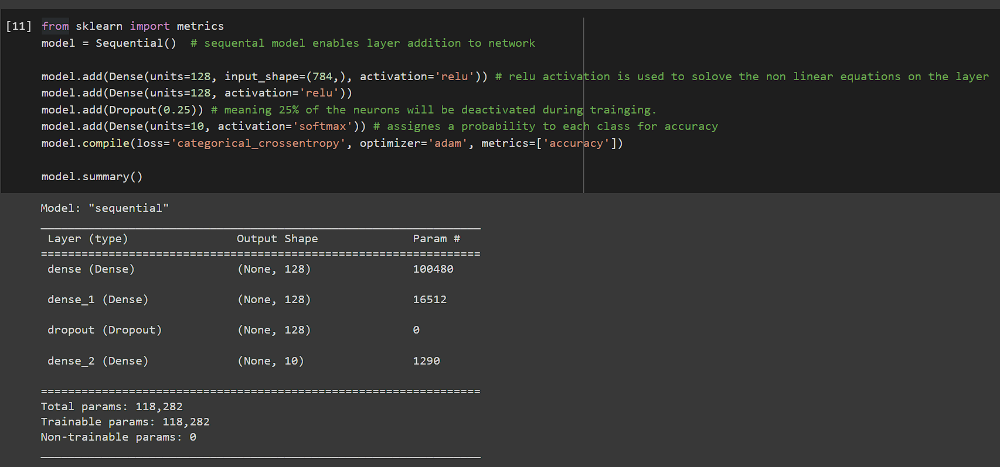 [11] from sklearn import metrics
model = Sequential()  # sequental model enables layer addition to network
model.add(Dense(units=128, input_shape=(784,), activation='relu')) # relu activation is used to solove the non linear equations on the layer
model.add(Dense(units=128, activation='relu'))
model.add(Dropout(0.25)) # meaning 25% of the neurons will be deactivated during trainging.
model.add(Dense(units=10, activation='softmax')) # assignes a probability to each class for accuracy
model.compile(loss='categorical_crossentropy', optimizer='adam', metrics=['accuracy'])
model.summary()
Model: "sequential"
Layer (type) Output Shape Param #
=================================================================
dense (Dense) (None, 128) 100480
dense_1 (Dense) (None, 128) 16512
dropout (Dropout) (None, 128) 0
dense_2 (Dense) (None, 10) 1290
=================================================================
Total params: 118,282
Trainable params: 118,282
Non-trainable params: 0